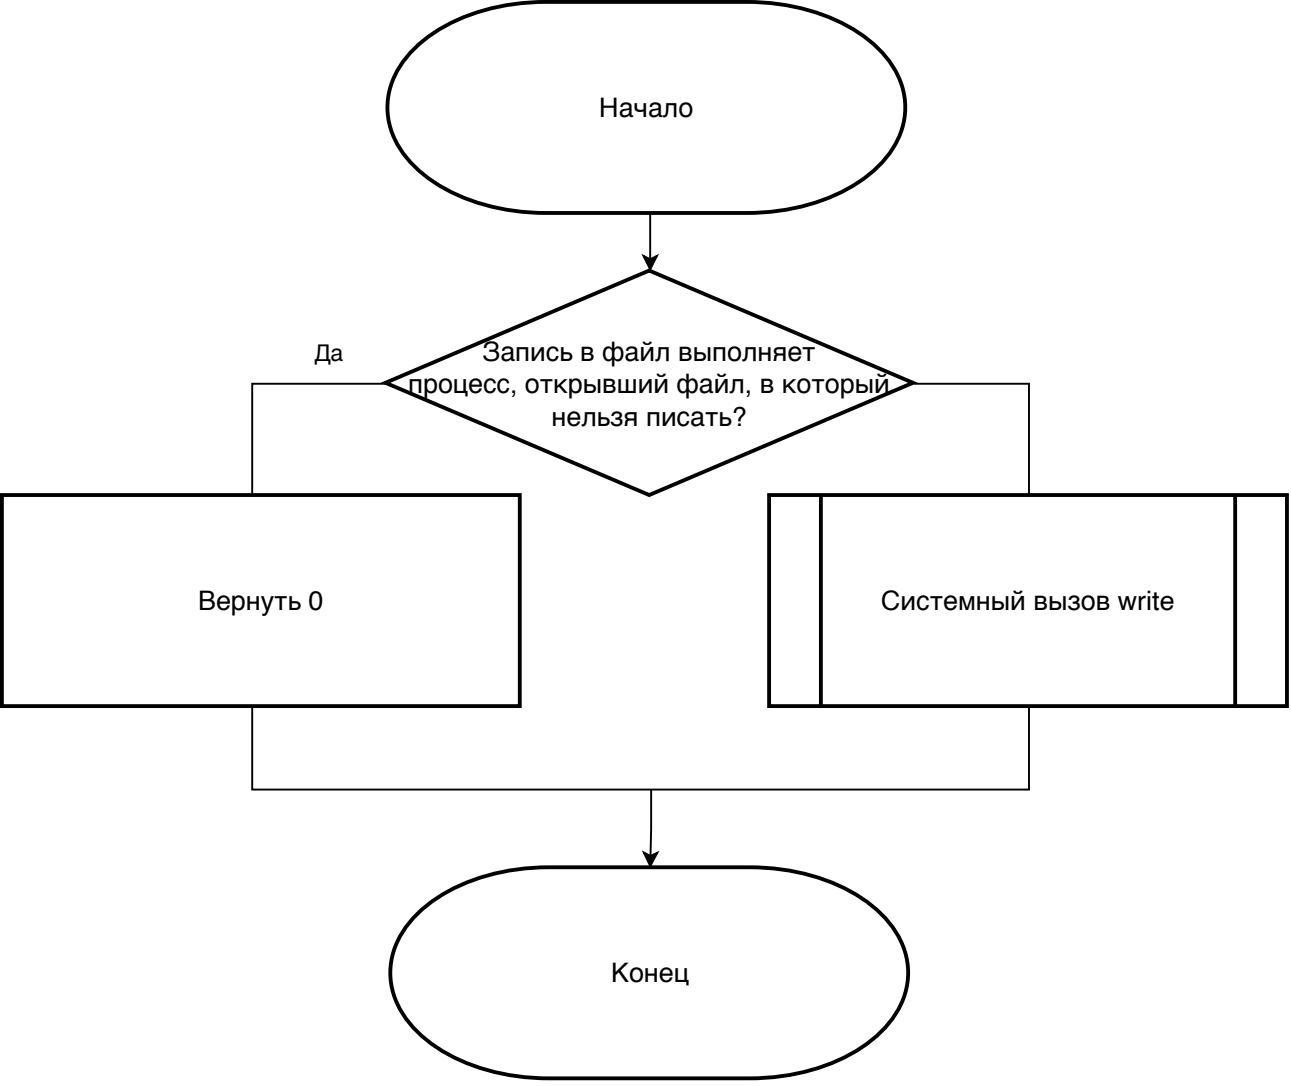 Начало
Да
Запись в файл выполняет
процесс, открывший файл, в который
нельзя писать?
Вернуть 0
Системный вызов write
Конец